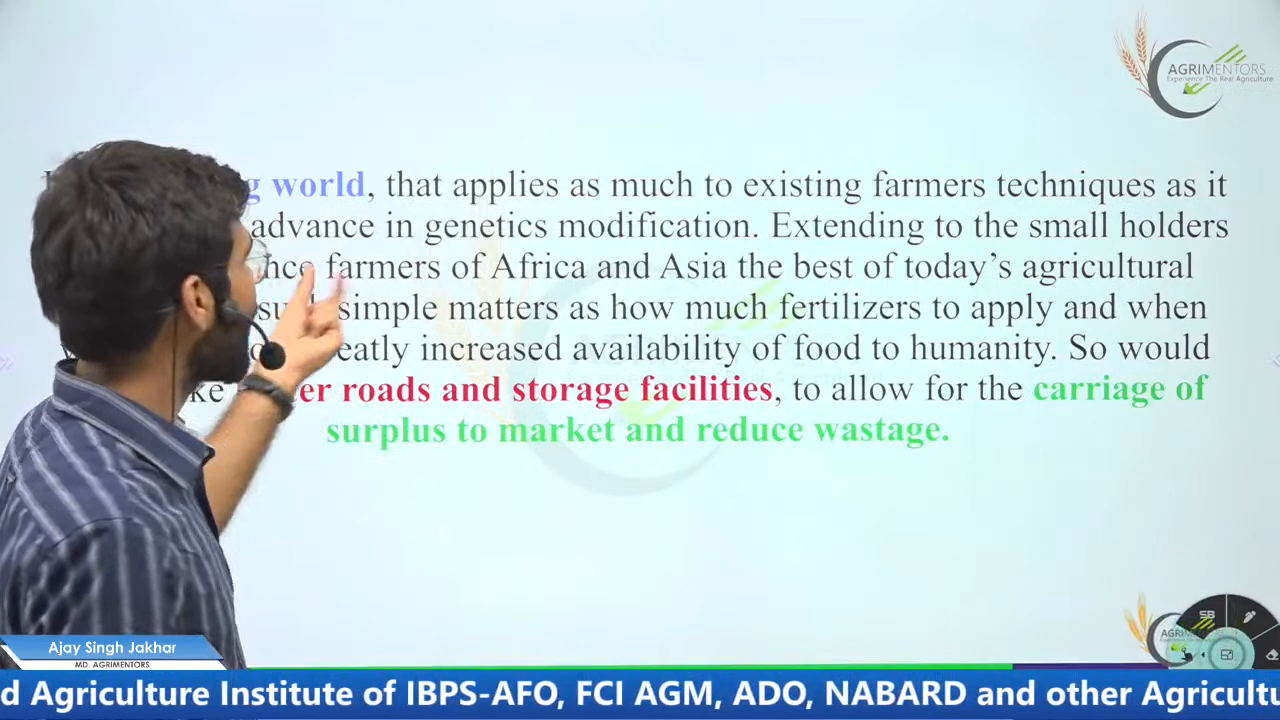 AGRIMENTORS
Experience The Real Agriculture
world, that applies as much to existing farmers techniques as it
advance in genetics modification. Extending to the small holders
farmers of Africa and Asia the best of today's agricultural
simple matters as how much fertilizers to apply and when
eatly increased availability of food to humanity. So would
er roads and storage facilities, to allow for the carriage of
surplus to market and reduce wastage.
SB
Ajay Singh Jakhar
MD. AGRIMENTORS
d Agriculture Institute of IBPS-AFO, FCI AGM, ADO, NABARD and other Agricultu